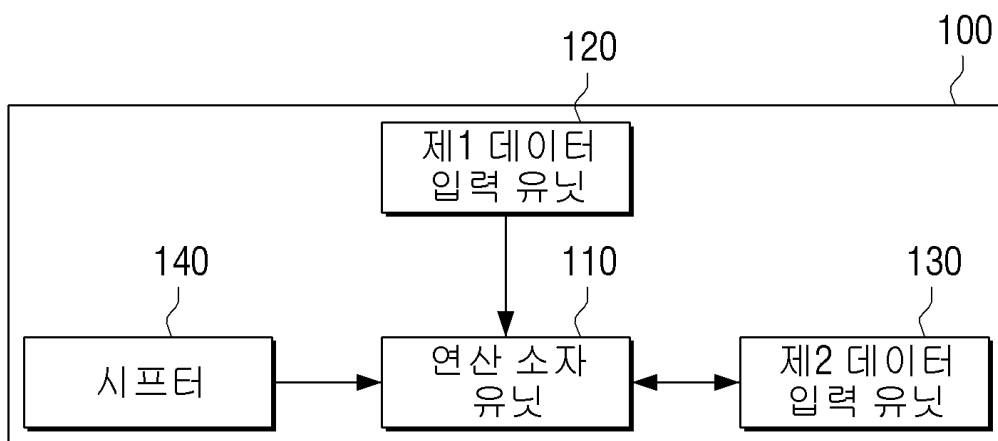 100
120
제1 데이터
입력 유닛
140
110
130
시프터
연산 소자
유닛
제2 데이터
입력 유닛